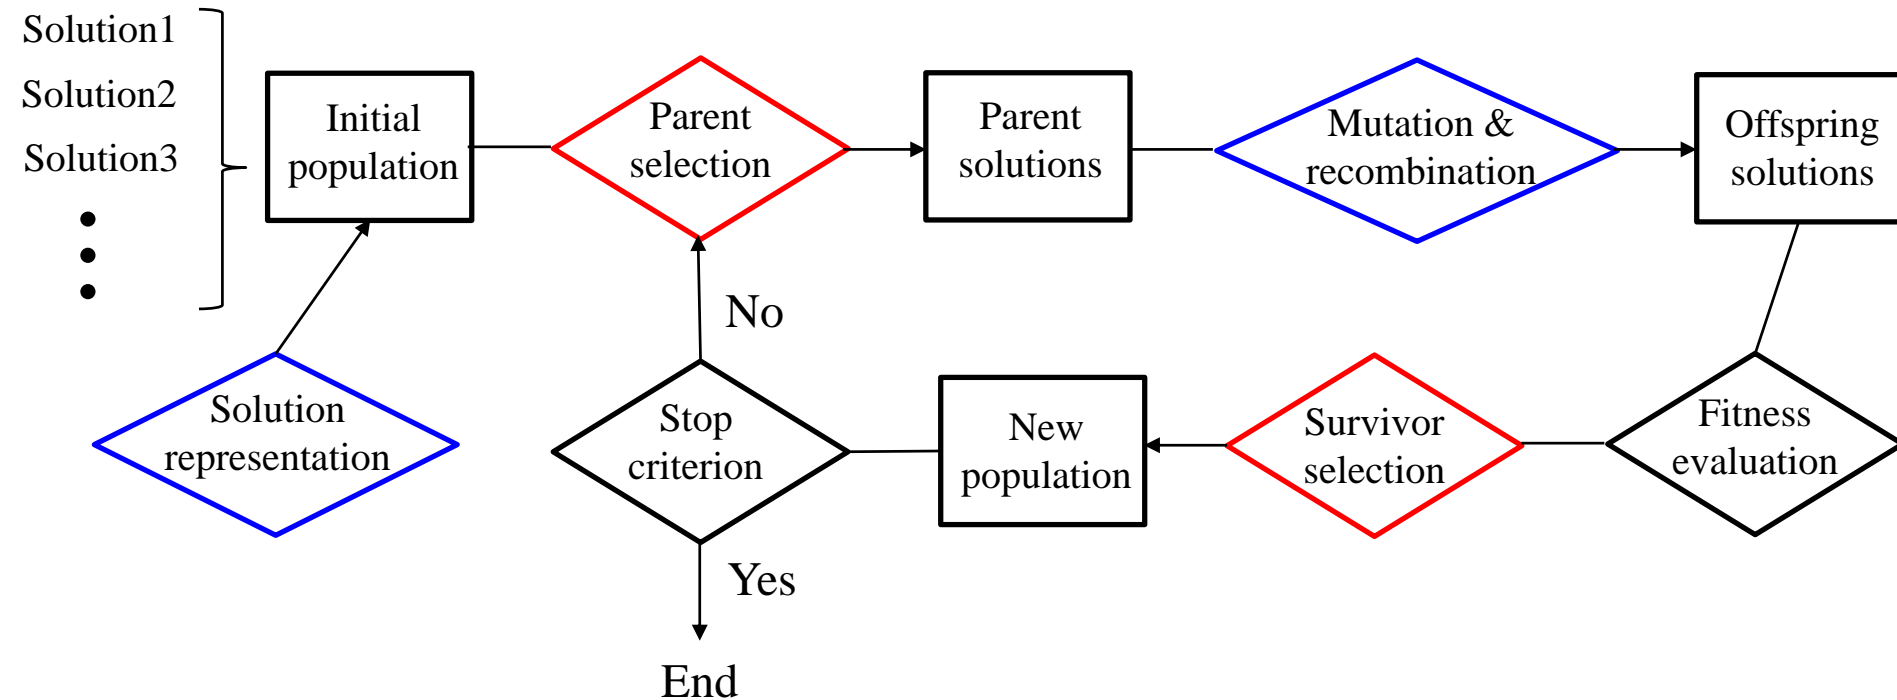 Solution1
Solution2
Solution3
Initial
population
Parent
selection
Parent
solutions
Mutation &
recombination
Offspring
solutions
No
Solution
representation
Stop
criterion
New
population
Survivor
selection
Fitness
evaluation
Yes
End